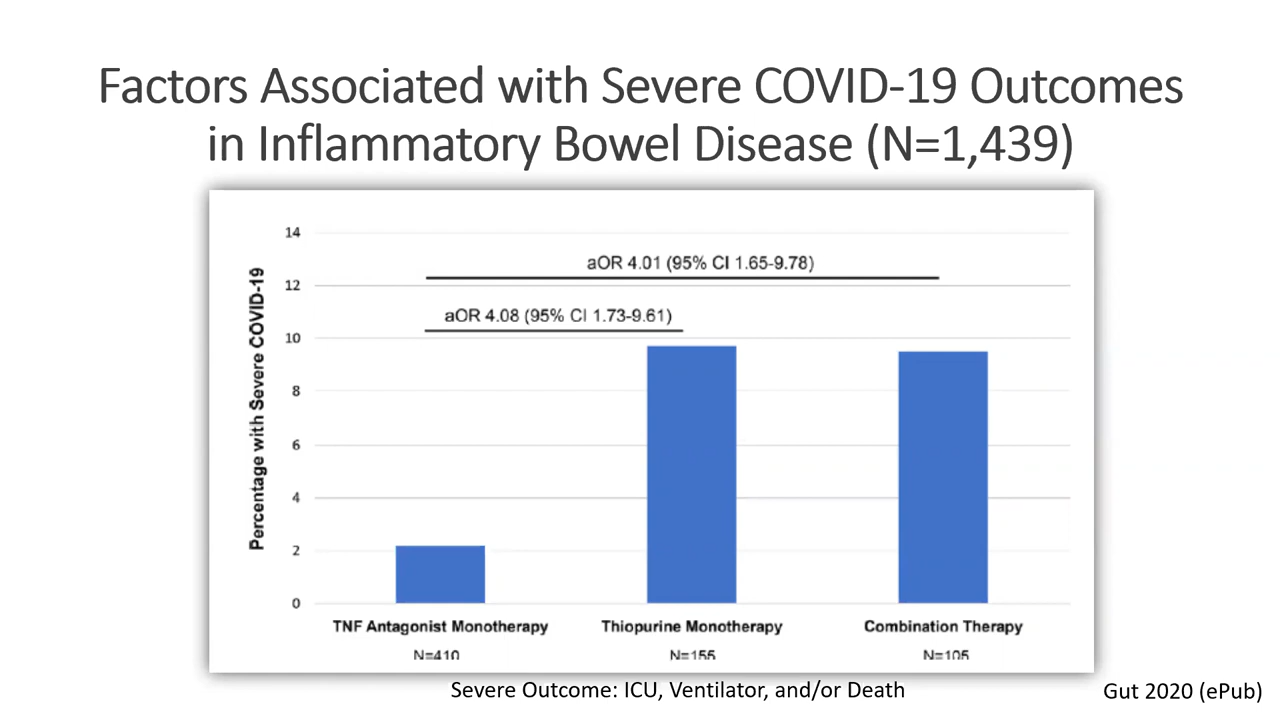 Factors Associated with Severe COVID-19 Outcomes
in Inflammatory Bowel Disease (N=1,439)
Percentage with Severe COVID-19
14
12
10
8
6
4
2
0
aOR 4.01 (95% CI 1.65-9.78)
aOR 4.08 (95% CI 1.73-9.61)
TNF Antagonist Monotherapy
N=410
Thiopurine Monotherapy
N=155
Combination Therapy
N=105
Severe Outcome: ICU, Ventilator, and/or Death
Gut 2020 (ePub)